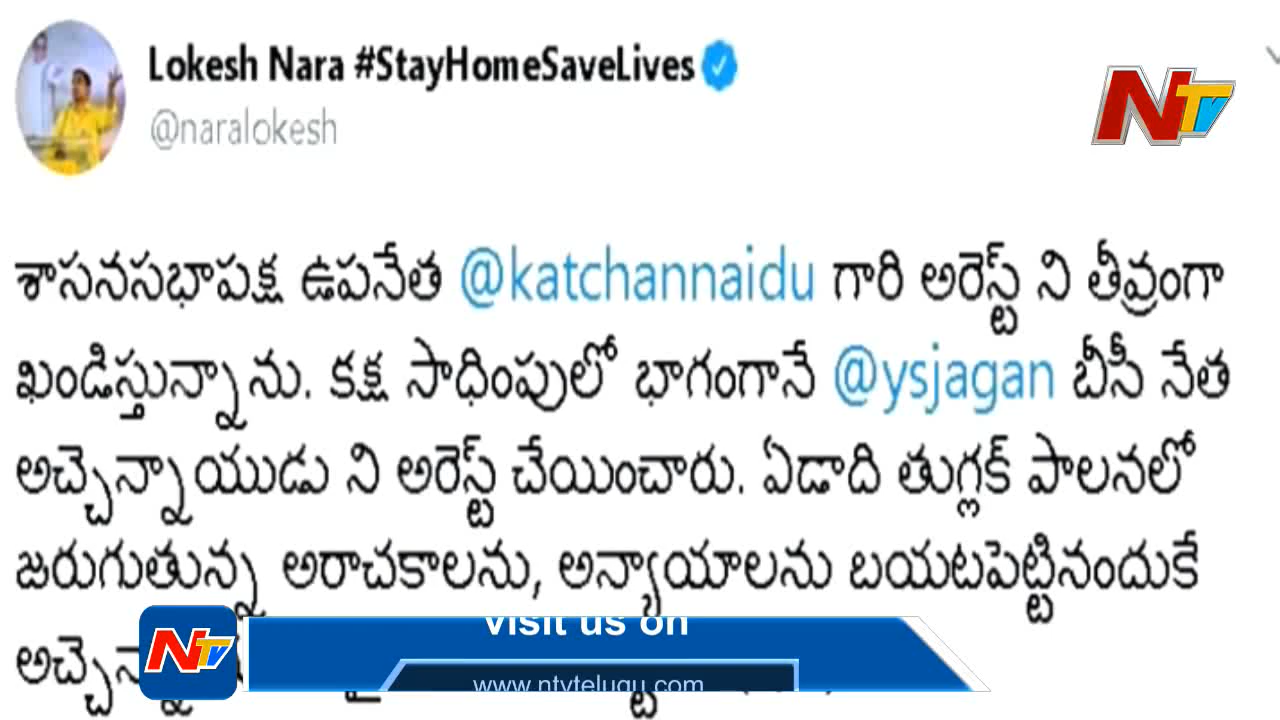 Lokesh Nara #StayHomeSaveLives
@naralokesh
NTV
శాసనసభాపక్ష ఉపనేత @katchannaidu గారి అరెస్ట్ ని తీవ్రంగా
ఖండిస్తున్నాను. కక్ష సాధింపులో భాగంగానే @ysjagan బీసీ నేత
అచ్చెన్నాయుడు ని అరెస్ట్ చేయించారు. ఏడాది తుగ్లక్ పాలనలో
జరుగుతున్న అరాచకాలను, అన్యాయాలను బయటపెట్టినందుకే
visit us on
NTV
www.ntvtelugu.com